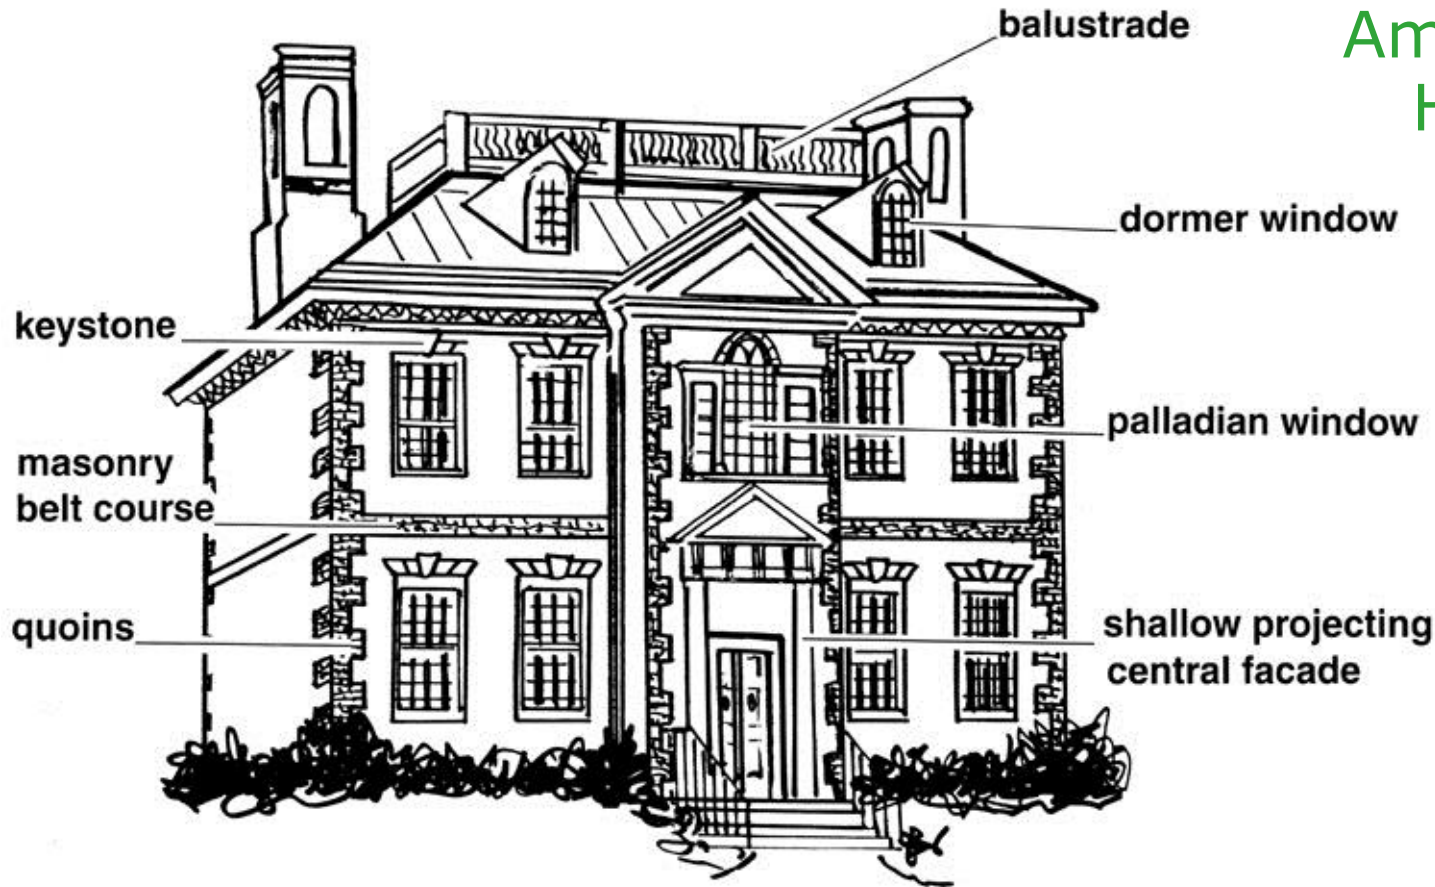 balustrade
dormer window
keystone
palladian window
masonry
belt course
quoins
shallow projecting
central facade